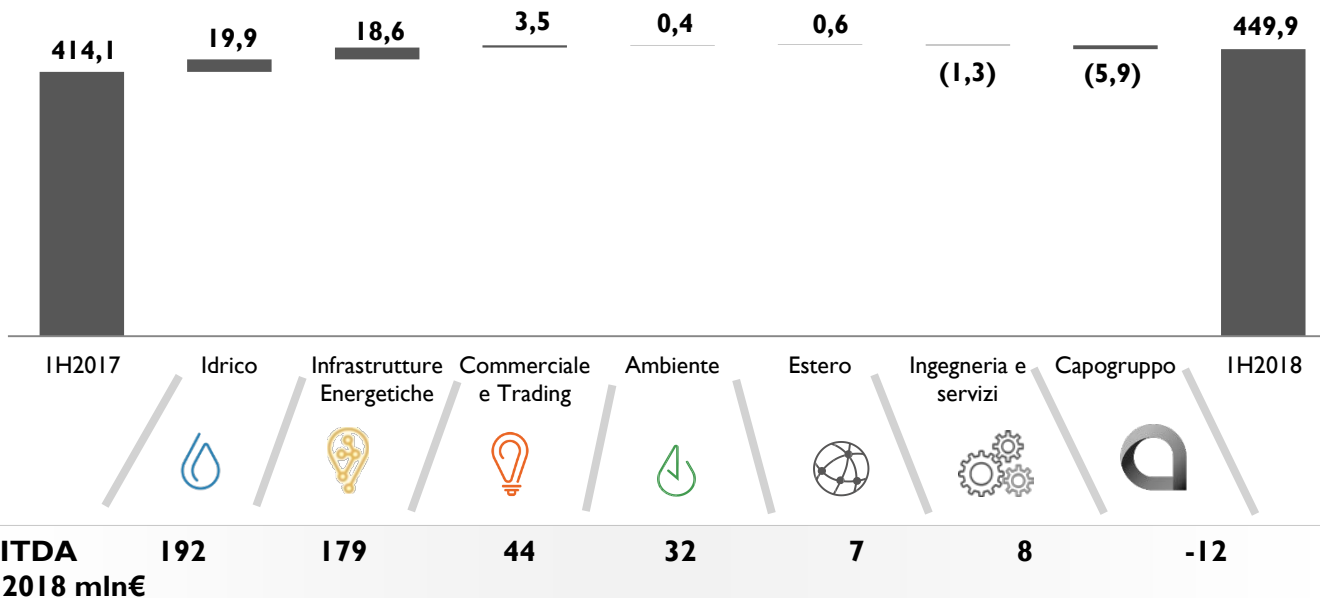 414,1
19,9
18,6
3,5
0,4
0,6
(1,3)
(5,9)
449,9
1H2017
Idrico
Infrastrutture
Energetiche
Commerciale
e Trading
Ambiente
Estero
Ingegneria e
servizi
Capogruppo
1H2018
ITDA 192 179 44 32 7 8 -12
2018 mln€